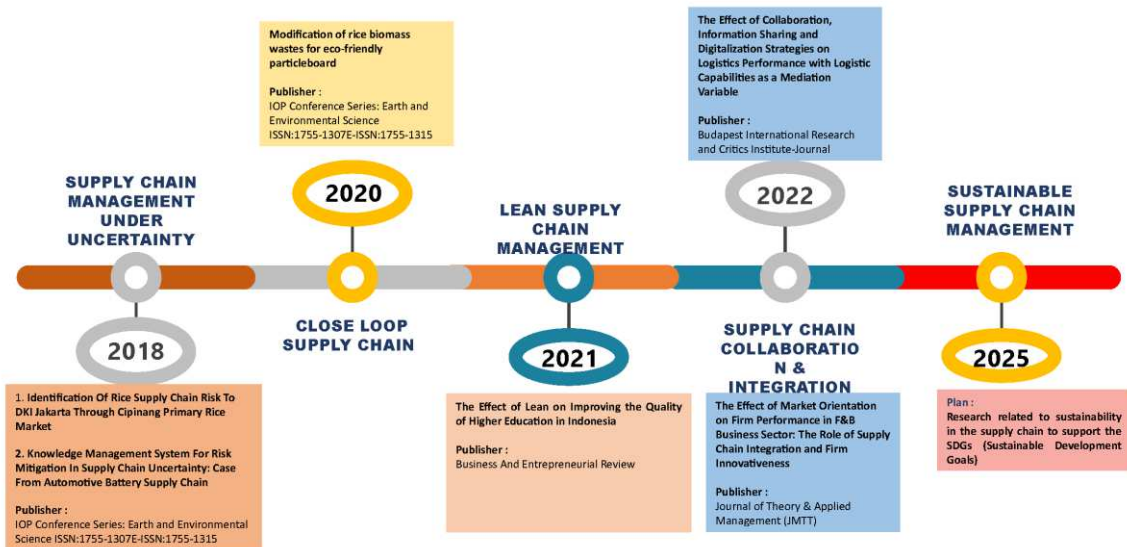 Modification of rice biomass
wastes for eco-friendly
particleboard
Publisher :
IOP Conference Series: Earth and
Environmental Science
ISSN:1755-1307E-ISSN:1755-1315
The Effect of Collaboration,
Information Sharing and
Digitalization Strategies on
Logistics Performance with Logistic
Capabilities as a Mediation
Variable
Publisher :
Budapest International Research
and Critics Institute-Journal
SUPPLY CHAIN
MANAGEMENT
UNDER
UNCERTAINTY
2020
LEAN SUPPLY
CHAIN
MANAGEMENT
2022
SUSTAINABLE
SUPPLY CHAIN
MANAGEMENT
2018
CLOSE LOOP
SUPPLY CHAIN
2021
SUPPLY CHAIN
COLLABORATIO
N &
INTEGRATION
2025
1. Identification Of Rice Supply Chain Risk To
DKI Jakarta Through Cipinang Primary Rice
Market
2. Knowledge Management System For Risk
Mitigation In Supply Chain Uncertainty: Case
From Automotive Battery Supply Chain
Publisher :
IOP Conference Series: Earth and Environmental
Science ISSN:1755-1307E-ISSN:1755-1315
The Effect of Lean on Improving the Quality
of Higher Education in Indonesia
Publisher :
Business And Entrepreneurial Review
The Effect of Market Orientation
on Firm Performance in F&B
Business Sector: The Role of Supply
Chain Integration and Firm
Innovativeness
Publisher :
Journal of Theory & Applied
Management (JMTT)
Plan :
Research related to sustainability
in the supply chain to support the
SDGs (Sustainable Development
Goals)